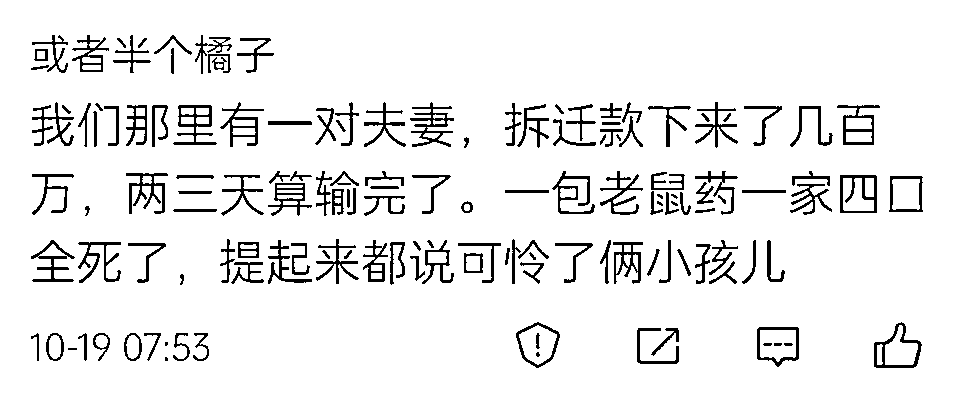 或者半个橘子
我们那里有一对夫妻，拆迁款下来了几百
万，两三天算输完了。一包老鼠药一家四口
全死了，提起来都说可怜了俩小孩儿
10-19 07:53